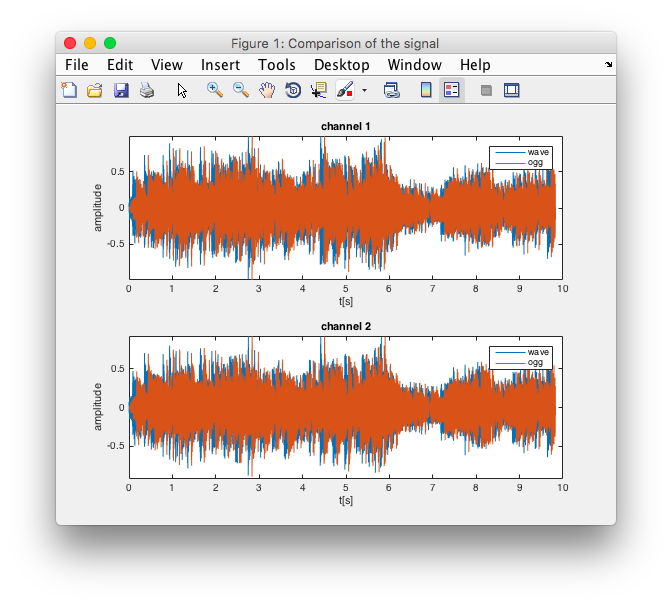 Figure 1: Comparison of the signal
File Edit View Insert Tools Desktop Window Help
channel 1
wave
ogg
0.5
0
-0.5
amplitude
0 1 2 3 4 5 6 7 8 9 10
t[s]
channel 2
wave
ogg
0.5
0
-0.5
amplitude
0 1 2 3 4 5 6 7 8 9 10
t[s]